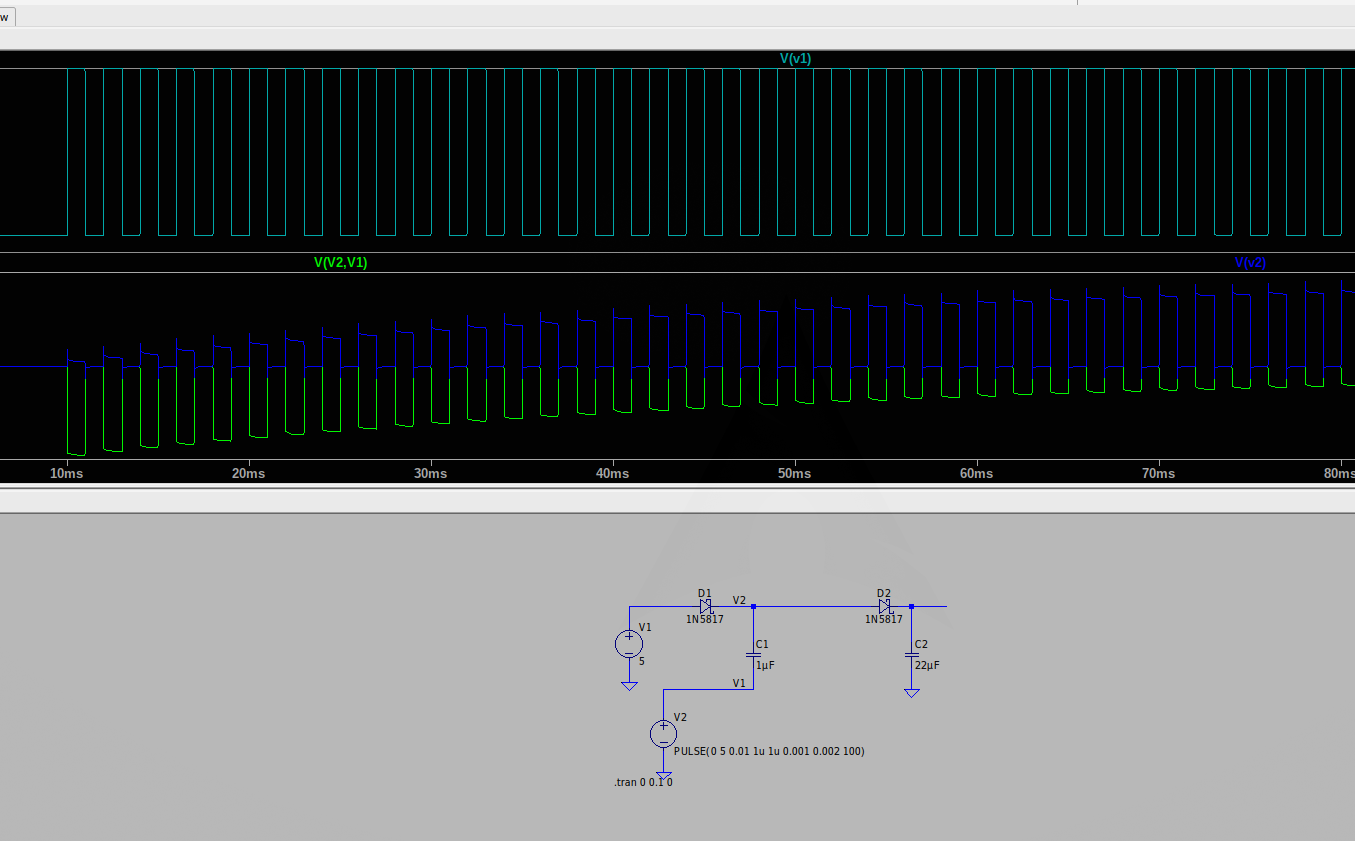 w
V(v1)
V(V2,V1)
V(v2)
10ms
20ms
30ms
40ms
50ms
60ms
70ms
80ms
D1
V2
D2
1N5817
1N5817
V1
5
C1
1µF
C2
22µF
V1
V2
PULSE(0 5 0.01 1u 1u 0.001 0.002 100)
.tran 0 0.1 0